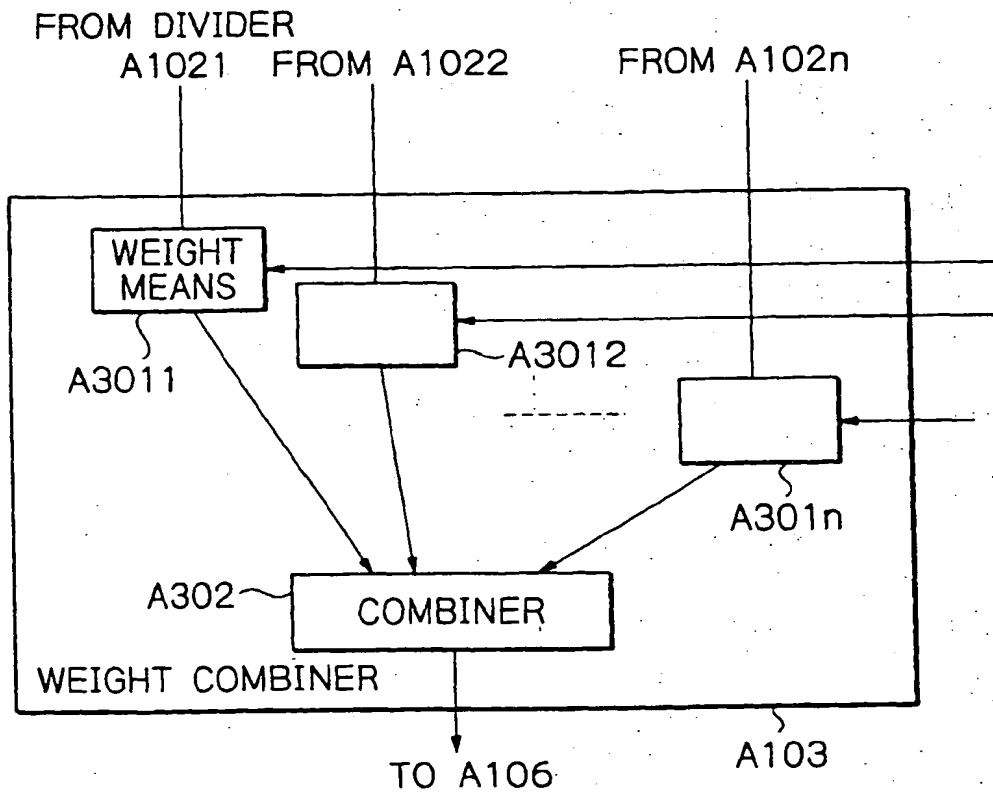 FROM DIVIDER
A1021 FROM A1022 FROM A102n
WEIGHT
MEANS
A3011
A3012
A301n
A302
COMBINER
WEIGHT COMBINER
A103
TO A106